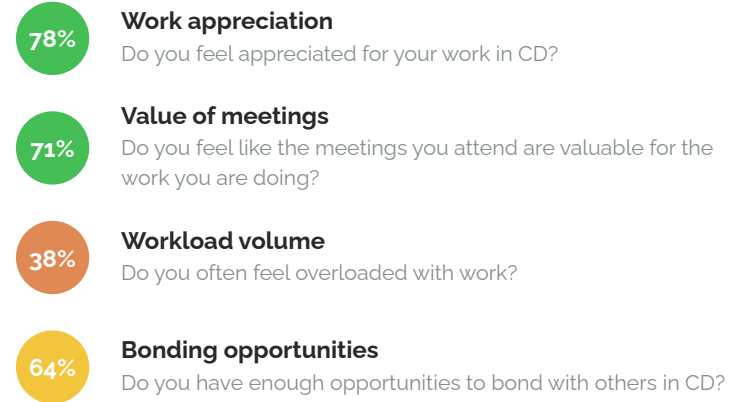 78%
Work appreciation
Do you feel appreciated for your work in CD?
71%
Value of meetings
Do you feel like the meetings you attend are valuable for the
work you are doing?
38%
Workload volume
Do you often feel overloaded with work?
64%
Bonding opportunities
Do you have enough opportunities to bond with others in CD?